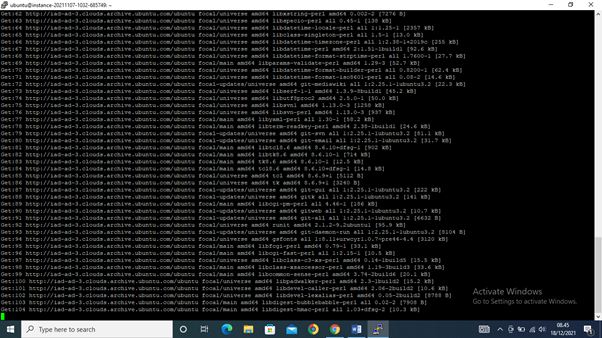 ubuntu@instance-20211107-1032-685749: ~
Get:62 http://iad-ad-3.clouds.archive.ubuntu.com/ubuntu focal/universe amd64 libxstring-perl amd64 0.002-2 [7276 B]
Get:63 http://iad-ad-3.clouds.archive.ubuntu.com/ubuntu focal/universe amd64 libspecio-perl all 0.45-1 [138 kB]
Get:64 http://iad-ad-3.clouds.archive.ubuntu.com/ubuntu focal/universe amd64 libdatetime-locale-perl all 1:1.25-1 [2357 kB]
Get:65 http://iad-ad-3.clouds.archive.ubuntu.com/ubuntu focal/universe amd64 libclass-singleton-perl all 1.5-1 [13.0 kB]
Get:66 http://iad-ad-3.clouds.archive.ubuntu.com/ubuntu focal/universe amd64 libdatetime-timezone-perl all 1:2.38-1+2019c [255 kB]
Get:67 http://iad-ad-3.clouds.archive.ubuntu.com/ubuntu focal/universe amd64 libdatetime-perl amd64 2:1.51-1build1 [92.6 kB]
Get:68 http://iad-ad-3.clouds.archive.ubuntu.com/ubuntu focal/universe amd64 libdatetime-format-strptime-perl all 1.7600-1 [27.7 kB]
Get:69 http://iad-ad-3.clouds.archive.ubuntu.com/ubuntu focal/main amd64 libparams-validate-perl amd64 1.29-3 [52.7 kB]
Get:70 http://iad-ad-3.clouds.archive.ubuntu.com/ubuntu focal/universe amd64 libdatetime-format-builder-perl all 0.8200-1 [62.4 kB]
Get:71 http://iad-ad-3.clouds.archive.ubuntu.com/ubuntu focal/universe amd64 libdatetime-format-iso8601-perl all 0.08-2 [14.6 kB]
Get:73 http://iad-ad-3.clouds.archive.ubuntu.com/ubuntu focal-updates/universe amd64 git-mediawiki all 1:2.25.1-1ubuntu3.2 [22.3 kB]
Get:74 http://iad-ad-3.clouds.archive.ubuntu.com/ubuntu focal/universe amd64 libserf-1-1 amd64 1.3.9-8build1 [45.2 kB]
Get:75 http://iad-ad-3.clouds.archive.ubuntu.com/ubuntu focal/universe amd64 libutf8proc2 amd64 2.5.0-1 [50.0 kB]
Get:76 http://iad-ad-3.clouds.archive.ubuntu.com/ubuntu focal/universe amd64 libsvn1 amd64 1.13.0-3 [1258 kB]
http://iad-ad-3.clouds.archive.ubuntu.com/ubuntu focal/universe amd64 libsvn-perl amd64 1.13.0-3 [937 kB]
Get:77 http://iad-ad-3.clouds.archive.ubuntu.com/ubuntu focal/main amd64 libyaml-perl all 1.30-1 [58.2 kB]
Get:78 http://iad-ad-3.clouds.archive.ubuntu.com/ubuntu focal/universe amd64 libterm-readkey-perl amd64 2.38-1build1 [24.6 kB]
Get:79 http://iad-ad-3.clouds.archive.ubuntu.com/ubuntu focal-updates/universe amd64 git-svn all 1:2.25.1-1ubuntu3.2 [81.1 kB]
Get:80 http://iad-ad-3.clouds.archive.ubuntu.com/ubuntu focal-updates/universe amd64 git-email all 1:2.25.1-1ubuntu3.2 [31.7 kB]
Get:81 http://iad-ad-3.clouds.archive.ubuntu.com/ubuntu focal/main amd64 libtcl8.6 amd64 8.6.10+dfsg-1 [902 kB]
Get:82 http://iad-ad-3.clouds.archive.ubuntu.com/ubuntu focal/main amd64 libtk8.6 amd64 8.6.10-1 [714 kB]
Get:83 http://iad-ad-3.clouds.archive.ubuntu.com/ubuntu focal/main amd64 tk8.6 amd64 8.6.10-1 [12.5 kB]
Get:84 http://iad-ad-3.clouds.archive.ubuntu.com/ubuntu focal/main amd64 tcl8.6 amd64 8.6.10+dfsg-1 [14.8 kB]
Get:85 http://iad-ad-3.clouds.archive.ubuntu.com/ubuntu focal/universe amd64 tcl amd64 8.6.9+1 [5112 B]
Get:86 http://iad-ad-3.clouds.archive.ubuntu.com/ubuntu focal/universe amd64 tk amd64 8.6.9+1 [3240 B]
Get:87 http://iad-ad-3.clouds.archive.ubuntu.com/ubuntu focal-updates/universe amd64 git-gui all 1:2.25.1-1ubuntu3.2 [222 kB]
Get:88 http://iad-ad-3.clouds.archive.ubuntu.com/ubuntu focal-updates/universe amd64 gitk all 1:2.25.1-1ubuntu3.2 [141 kB]
http://iad-ad-3.clouds.archive.ubuntu.com/ubuntu focal/main amd64 libcgi-pm-perl all 4.46-1 [186 kB]
Get:90 http://iad-ad-3.clouds.archive.ubuntu.com/ubuntu focal-updates/universe amd64 gitweb all 1:2.25.1-1ubuntu3.2 [10.7 kB]
Get:91 http://iad-ad-3.clouds.archive.ubuntu.com/ubuntu focal-updates/universe amd64 git-all all 1:2.25.1-1ubuntu3.2 [6632 B]
Get:92 http://iad-ad-3.clouds.archive.ubuntu.com/ubuntu focal/universe amd64 runit amd64 2.1.2-9.2ubuntu1 [95.9 kB]
http://iad-ad-3.clouds.archive.ubuntu.com/ubuntu focal-updates/universe amd64 git-daemon-run all 1:2.25.1-1ubuntu3.2 [8104 B]
Get:94 http://iad-ad-3.clouds.archive.ubuntu.com/ubuntu focal/universe amd64 gsfonts all 1:8.11+urwcyr1.0.7~pre44-4.4 [3120 kB]
http://iad-ad-3.clouds.archive.ubuntu.com/ubuntu focal/main amd64 libfcgi-perl amd64 0.79-1 [33.1 kB]
Get:96 http://iad-ad-3.clouds.archive.ubuntu.com/ubuntu focal/main amd64 libcgi-fast-perl all 1:2.15-1 [10.5 kB]
Get:97 http://iad-ad-3.clouds.archive.ubuntu.com/ubuntu focal/universe amd64 libclass-c3-xs-perl amd64 0.14-1build5 [15.5 kB]
Get:98 http://iad-ad-3.clouds.archive.ubuntu.com/ubuntu focal/main amd64 libclass-xsaccessor-perl amd64 1.19-3build3 [33.6 kB]
Get:99 http://iad-ad-3.clouds.archive.ubuntu.com/ubuntu focal/universe amd64 libcommon-sense-perl amd64 3.74-2build6 [20.1 kB]
Get:100 http://iad-ad-3.clouds.archive.ubuntu.com/ubuntu focal/universe amd64 libpadwalker-perl amd64 2.3-1build2 [15.2 kB]
Get:101 http://iad-ad-3.clouds.archive.ubuntu.com/ubuntu focal/universe amd64 libdevel-caller-perl amd64 2.06-2build2 [10.6 kB]
Get:102 http://iad-ad-3.clouds.archive.ubuntu.com/ubuntu focal/universe amd64 libdevel-lexalias-perl amd64 0.05-2build2 [8788 B]
Get:103 http://iad-ad-3.clouds.archive.ubuntu.com/ubuntu focal/main amd64 libdigest-bubblebabble-perl all 0.02-2 [7908 B]
Get:104 http://iad-ad-3.clouds.archive.ubuntu.com/ubuntu focal/main amd64 libdigest-hmac-perl all 1.03+dfsg-2 [10.3 kB]
Activate Windows
Go to Settings to activate Windows.
Type here to search
08.45
18/12/2021